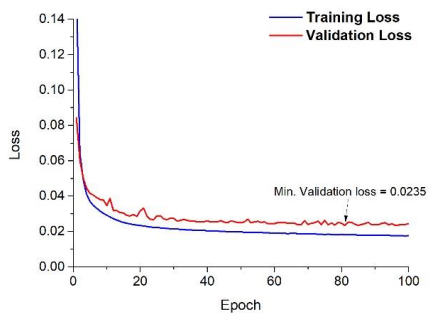 Training Loss
Validation Loss
0.14
0.12
0.10
0.08
0.06
0.04
0.02
0.00
Loss
Min. Validation loss = 0.0235
0
20
40
60
80
100
Epoch